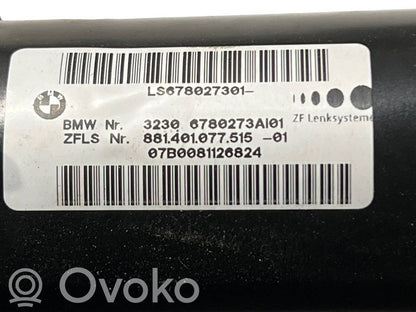 LS678027301-
BMW Nr. 3230 6780273AI01
ZFLS Nr. 881.401.077.515 -01
07B0081126824
ZF Lenksysteme
Ovoko